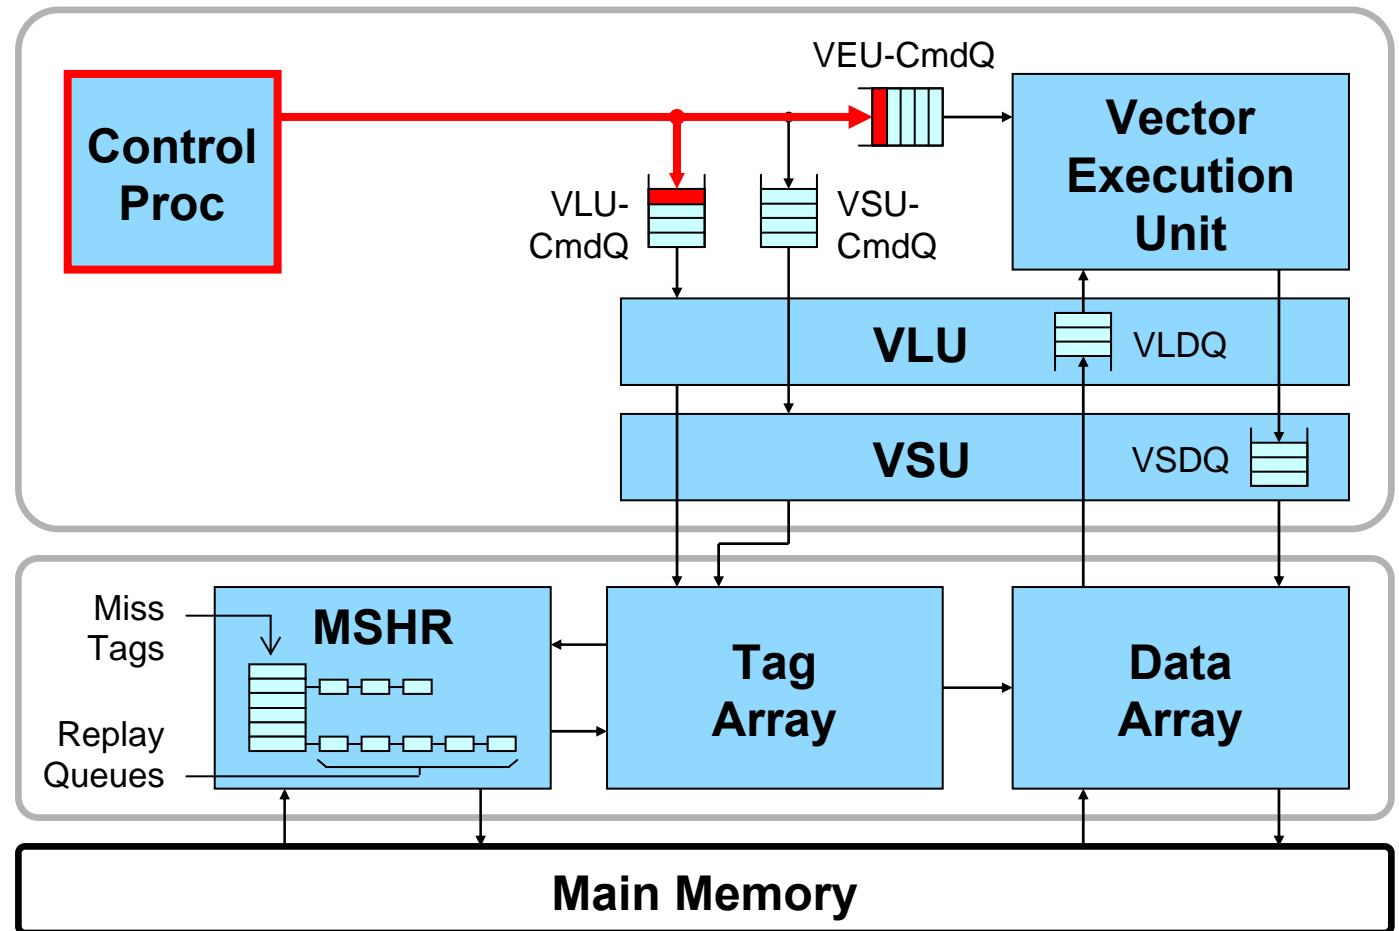 VEU-CmdQ
Control
Proc
Vector
Execution
Unit
VLU-
CmdQ
VSU-
CmdQ
VLU
VLDQ
VSU
VSDQ
Miss
Tags
MSHR
Replay
Queues
Tag
Array
Data
Array
Main Memory